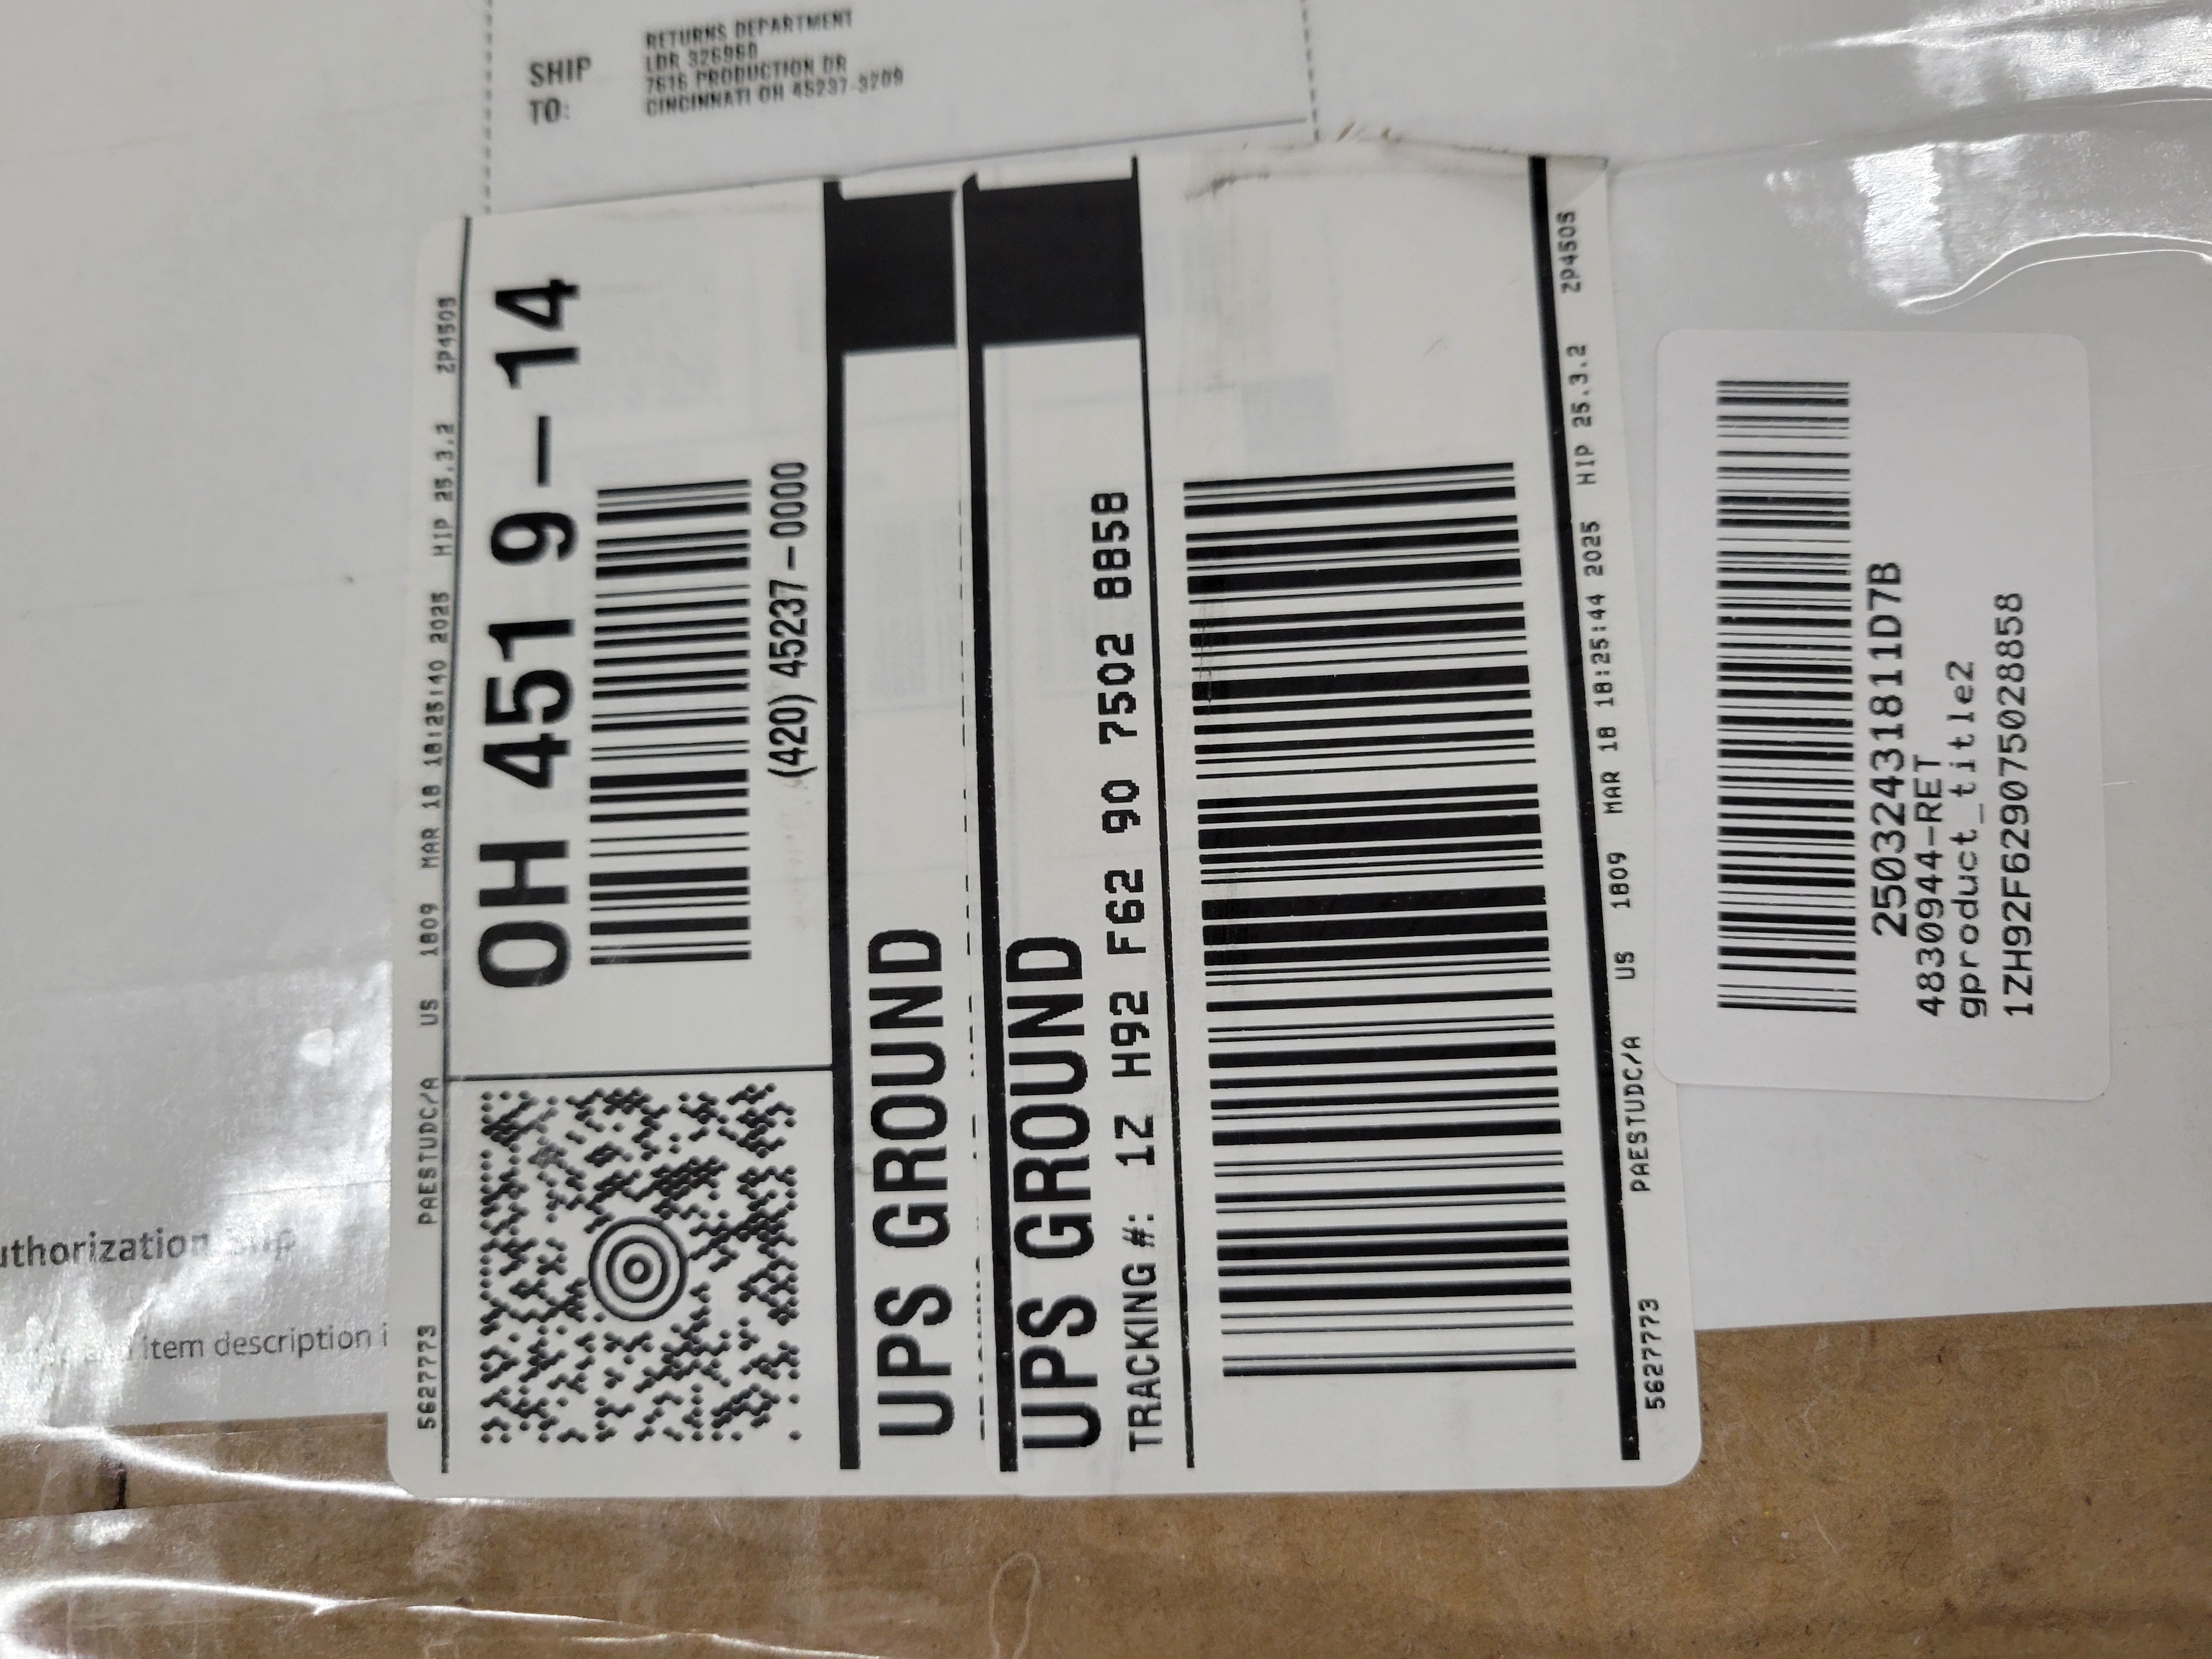 RETURNS DEPARTMENT
SHIP
TO:
LDR 326960
7616 PRODUCTION DR
CINCINNATI OH 45237-3209
5627773 PAESTUDC/A US 1809 MAR 18 18:25:40 2025 HIP 25.3.2 ZP450S
OH 451 9-14
(420) 45237-0000
UPS GROUND
UPS GROUND
TRACKING #: 1Z H92 F62 90 7502 8858
5627773 PAESTUDC/A US 1809 MAR 18 18:25:44 2025 HIP 25.3.2 ZP450S
2503243181​1D7B
4830944-RET
gproduct_title2
1ZH92F629075028858
uthorization Slip
item description i